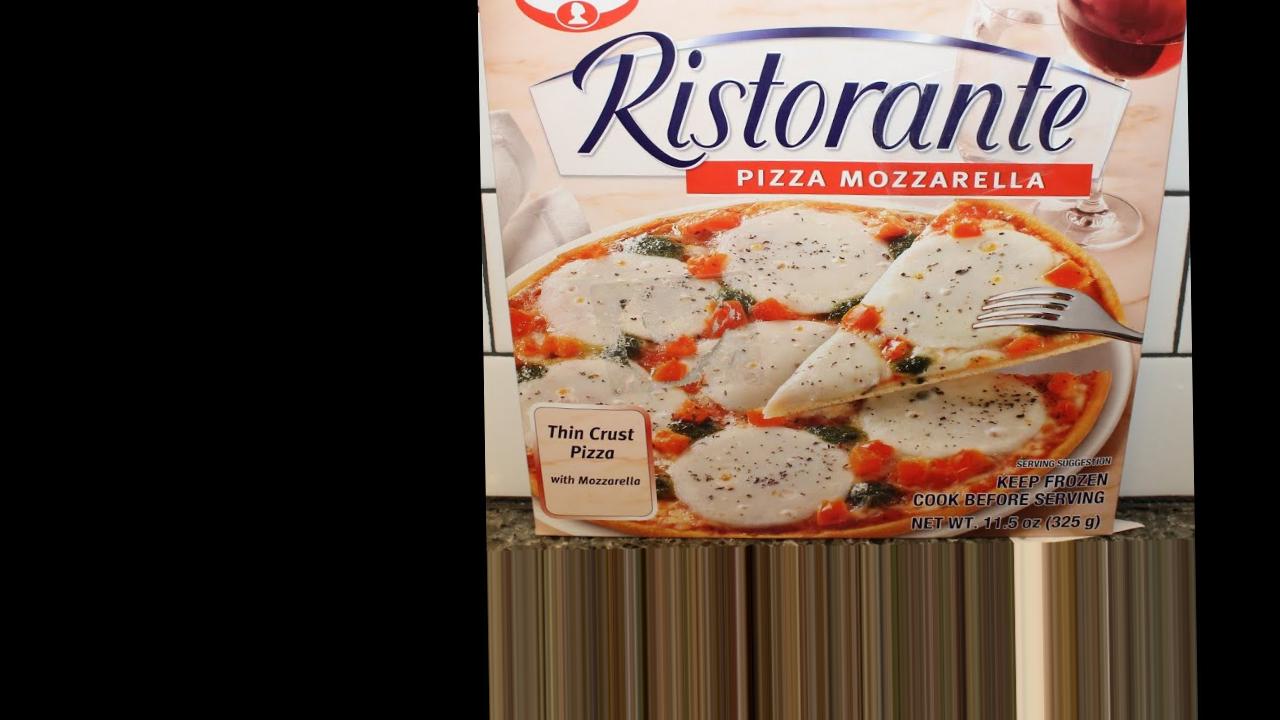 Ristorante
PIZZA MOZZARELLA
Thin Crust
Pizza
with Mozzarella
SERVING SUGGESTION
KEEP FROZEN
COOK BEFORE SERVING
NET WT. 11.5 oz (325 g)